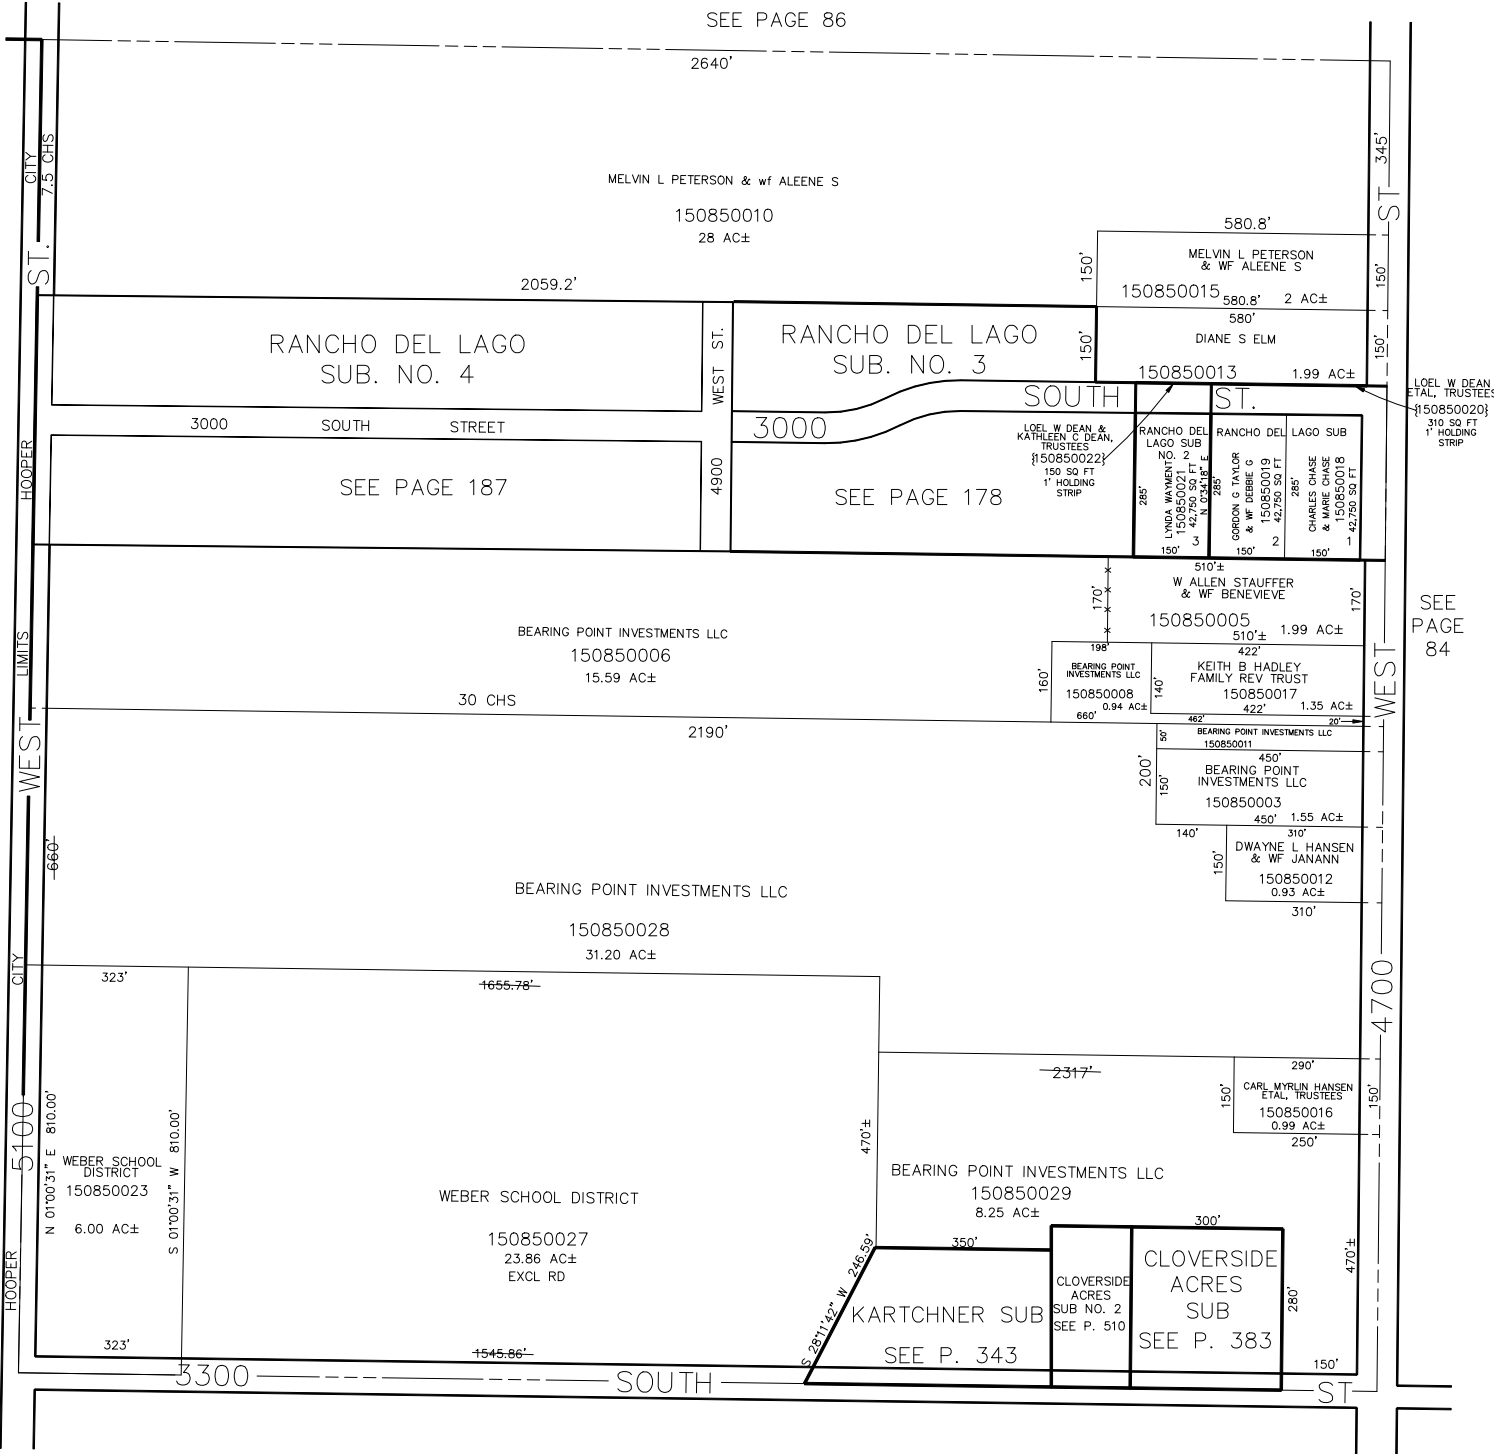 SEE PAGE 86
2640'
CITY
7.5 CHS
345'
ST
MELVIN L PETERSON & wf ALEENE S
150850010
28 AC±
580.8'
150'
MELVIN L PETERSON
& WF ALEENE S
150850015
580.8'
2 AC±
150'
ST.
2059.2'
580'
DIANE S ELM
150'
150850013
1.99 AC±
150'
RANCHO DEL LAGO
SUB. NO. 4
WEST ST.
RANCHO DEL LAGO
SUB. NO. 3
SOUTH
ST.
LOEL W DEAN
ETAL, TRUSTEES
{150850020}
310 SQ FT
1' HOLDING
STRIP
3000
SOUTH
STREET
3000
LOEL W DEAN &
KATHLEEN C DEAN,
TRUSTEES
{150850022}
150 SQ FT
1' HOLDING
STRIP
HOOPER
SEE PAGE 187
4900
SEE PAGE 178
RANCHO DEL
LAGO SUB
NO. 2
285'
LYNDA WAYMENT
150850021
42,750 SQ FT
N 0°34'18" E
3
150'
RANCHO DEL
LAGO SUB
285'
GORDON G TAYLOR
& WF DEBBIE G
150850019
42,750 SQ FT
2
150'
285'
CHARLES CHASE
& MARIE CHASE
150850018
42,750 SQ FT
1
150'
510'±
W ALLEN STAUFFER
& WF BENEVIEVE
170'
170'
150850005
1.99 AC±
510'±
SEE
PAGE
84
LIMITS
BEARING POINT INVESTMENTS LLC
150850006
15.59 AC±
198'
160'
BEARING POINT
INVESTMENTS LLC
150850008
0.94 AC±
660'
422'
140'
KEITH B HADLEY
FAMILY REV TRUST
150850017
422'
1.35 AC±
WEST
30 CHS
462'
20'
2190'
WEST
50'
BEARING POINT INVESTMENTS LLC
150850011
450'
200'
150'
BEARING POINT
INVESTMENTS LLC
150850003
450'
1.55 AC±
140'
310'
660'
150'
DWAYNE L HANSEN
& WF JANANN
150850012
0.93 AC±
310'
BEARING POINT INVESTMENTS LLC
150850028
31.20 AC±
CITY
323'
1655.78'
4700
2317'
290'
150'
CARL MYRLIN HANSEN
ETAL, TRUSTEES
150850016
0.99 AC±
250'
150'
5100
N 01°00'31" E 810.00'
WEBER SCHOOL
DISTRICT
150850023
6.00 AC±
S 01°00'31" W 810.00'
470'±
WEBER SCHOOL DISTRICT
150850027
23.86 AC±
EXCL RD
BEARING POINT INVESTMENTS LLC
150850029
8.25 AC±
HOOPER
350'
300'
470'±
S 28°11'42" W 246.59'
KARTCHNER SUB
SEE P. 343
CLOVERSIDE
ACRES
SUB NO. 2
SEE P. 510
CLOVERSIDE
ACRES
SUB
SEE P. 383
280'
323'
1545.86'
150'
3300
SOUTH
ST